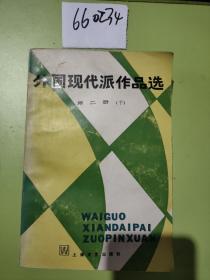 660234
外国现代派作品选
第二册(下)
WAIGUO
XIANDAIPAI
ZUOPINXUAN
上海文艺出版社